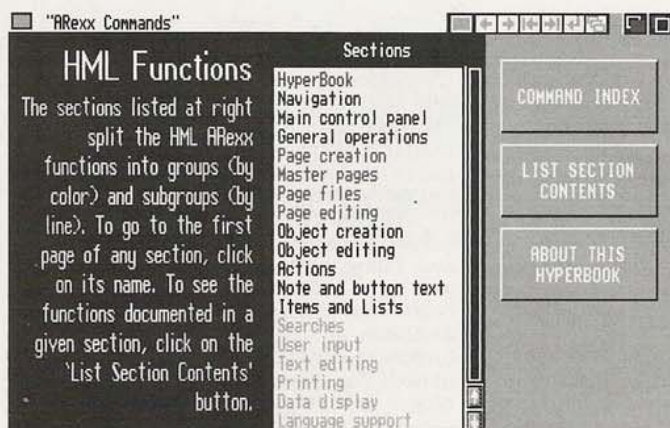 "ARexx Commands"
HML Functions
The sections listed at right
split the HML ARexx
functions into groups (by
color) and subgroups (by
line). To go to the first
page of any section, click
on its name. To see the
functions documented in a
given section, click on the
`List Section Contents'
button.
Sections
HyperBook
Navigation
Main control panel
General operations
Page creation
Master pages
Page files
Page editing
Object creation
Object editing
Actions
Note and button text
Items and Lists
Searches
User input
Text editing
Printing
Data display
Language support
COMMAND INDEX
LIST SECTION
CONTENTS
ABOUT THIS
HYPERBOOK